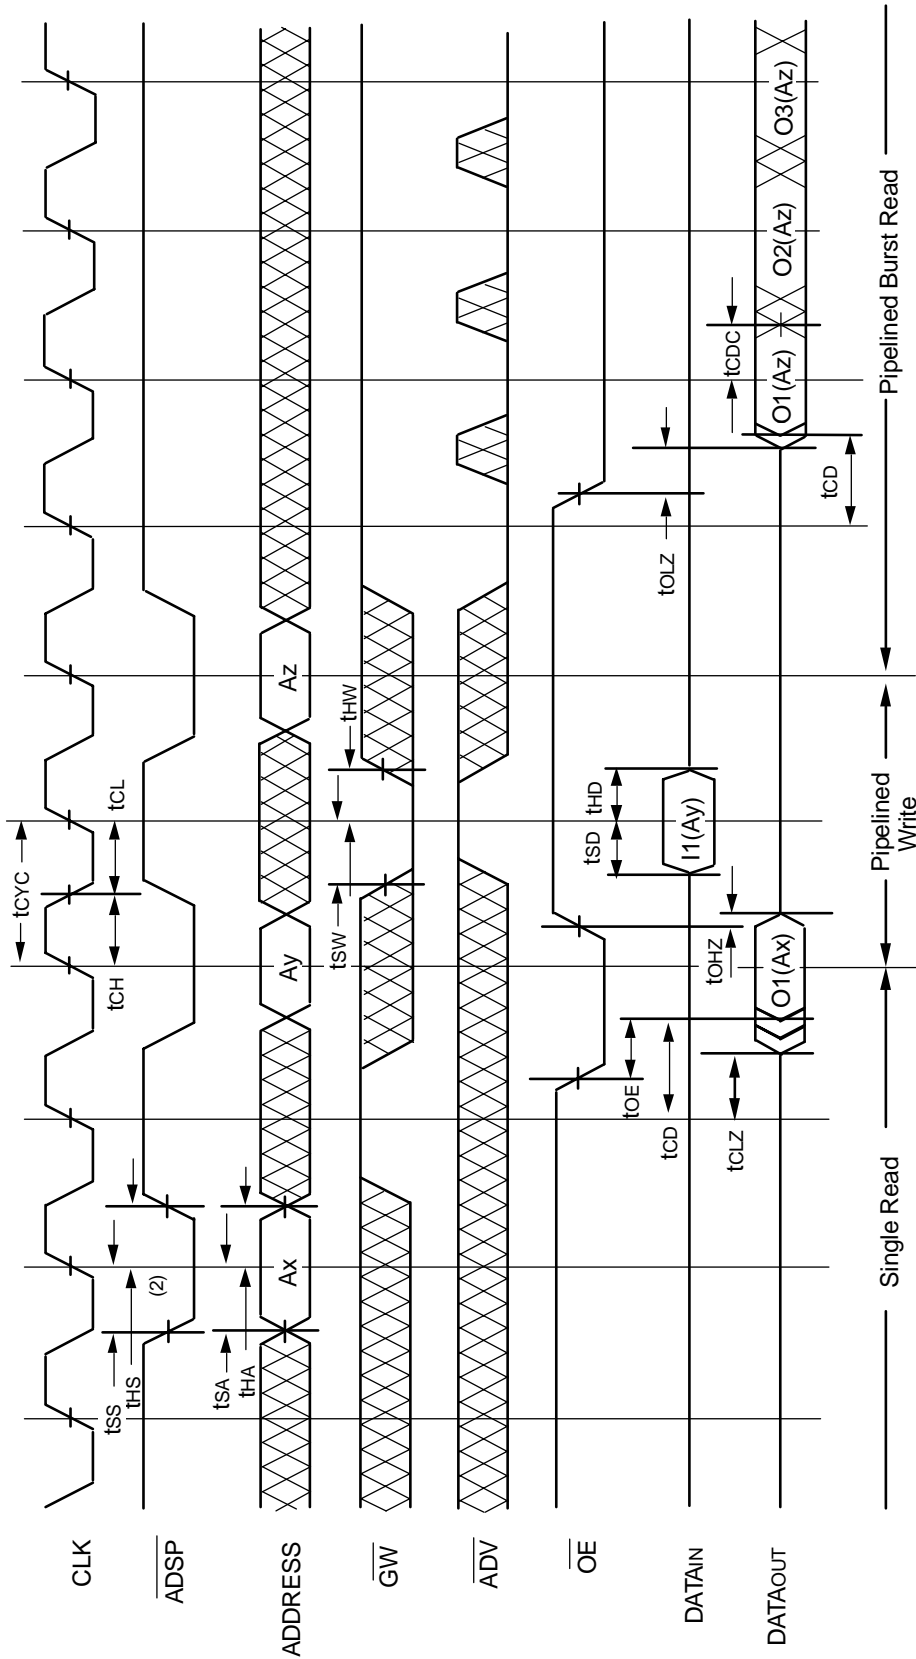 CLK
ADSP
ADDRESS
GW
ADV
OE
DATAIN
DATAOUT
tSS
tHS
(2)
tCH
tCYC
tCL
tSA
tHA
Ax
Ay
Az
tSW
tHW
tOE
tOHZ
tOLZ
tCD
tSD
tHD
I1(Ay)
tCLZ
O1(Ax)
tCD
tCDC
O1(Az)
O2(Az)
O3(Az)
Single Read
Pipelined
Write
Pipelined Burst Read